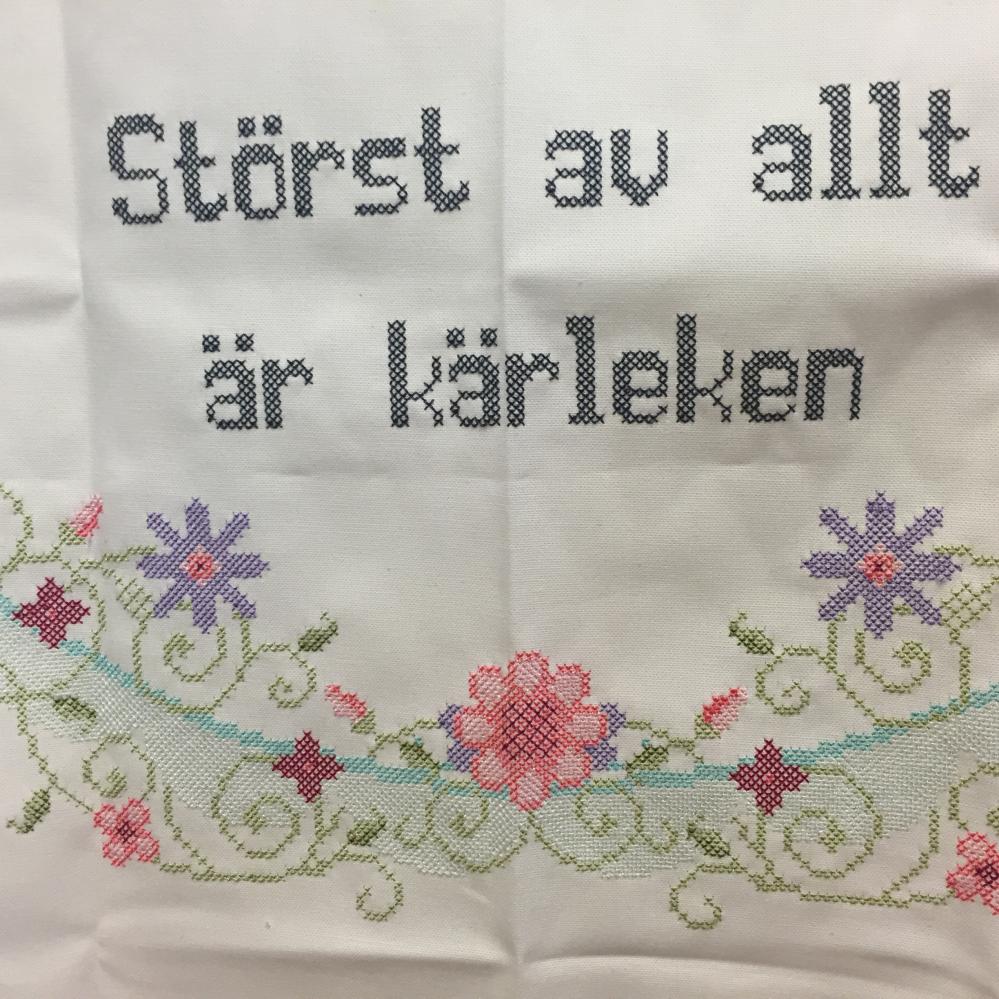 Störst av allt
är kärleken